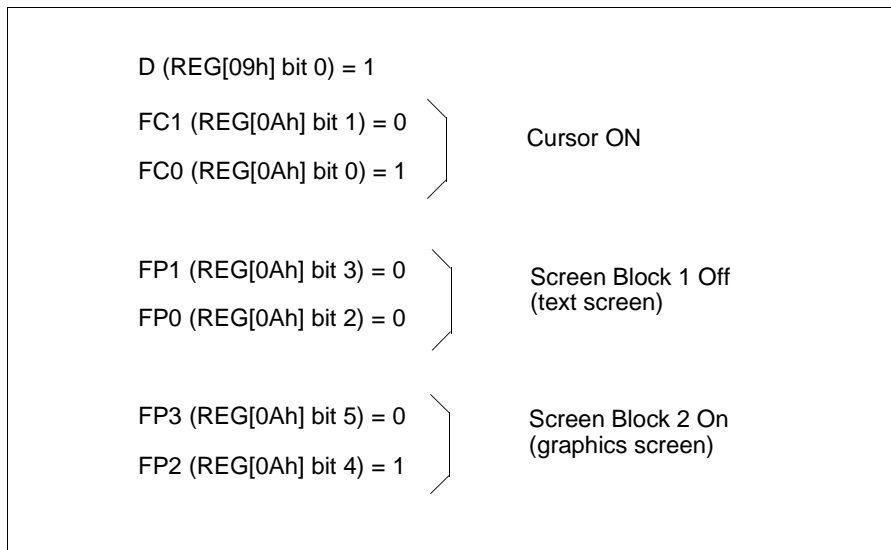 D (REG[09h] bit 0) = 1
FC1 (REG[0Ah] bit 1) = 0
FC0 (REG[0Ah] bit 0) = 1
Cursor ON
FP1 (REG[0Ah] bit 3) = 0
FP0 (REG[0Ah] bit 2) = 0
Screen Block 1 Off
(text screen)
FP3 (REG[0Ah] bit 5) = 0
FP2 (REG[0Ah] bit 4) = 1
Screen Block 2 On
(graphics screen)